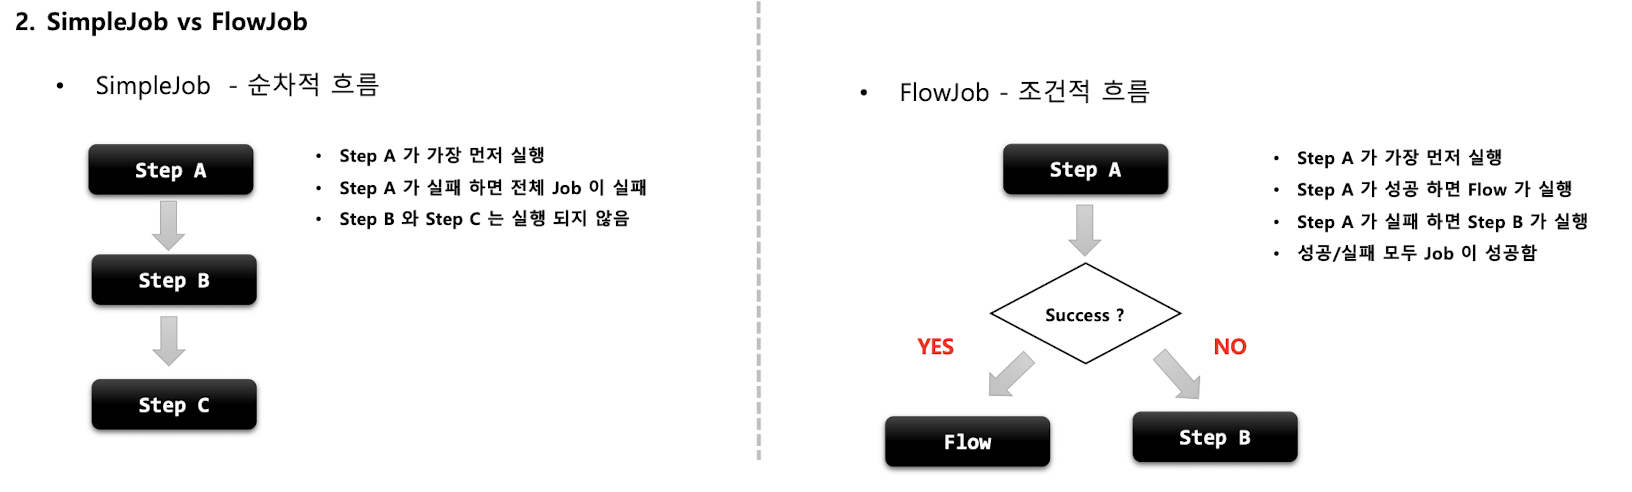 2. SimpleJob vs FlowJob
• SimpleJob - 순차적 흐름
Step A
Step B
Step C
• Step A 가 가장 먼저 실행
• Step A 가 실패 하면 전체 Job 이 실패
• Step B 와 Step C 는 실행 되지 않음
• FlowJob - 조건적 흐름
Step A
Success ?
YES
NO
Flow
Step B
• Step A 가 가장 먼저 실행
• Step A 가 성공 하면 Flow 가 실행
• Step A 가 실패 하면 Step B 가 실행
• 성공/실패 모두 Job 이 성공함